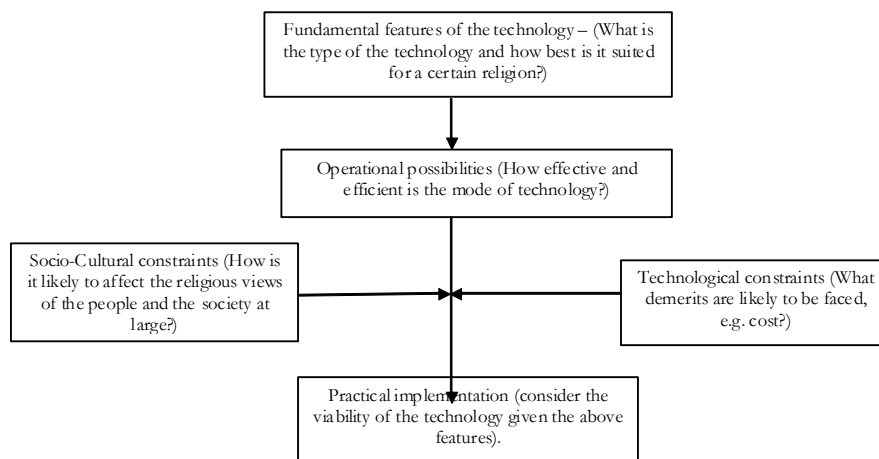 Fundamental features of the technology – (What is
the type of the technology and how best is it suited
for a certain religion?)
Operational possibilities (How effective and
efficient is the mode of technology?)
Socio-Cultural constraints (How is
it likely to affect the religious views
of the people and the society at
large?)
Technological constraints (What
demerits are likely to be faced,
e.g. cost?)
Practical implementation (consider the
viability of the technology given the above
features).